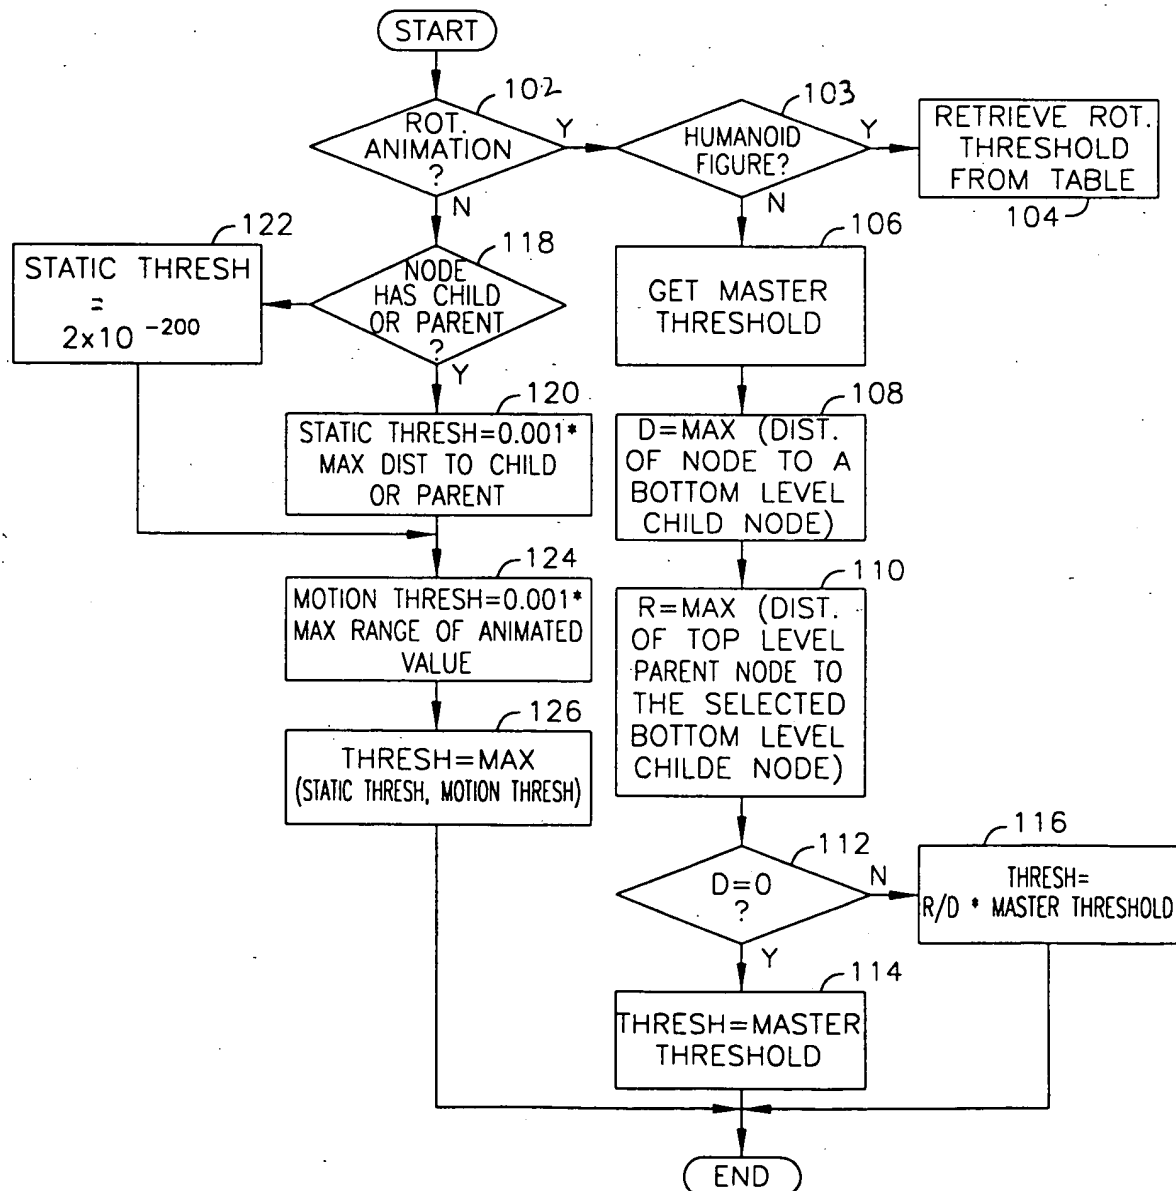 START
102
ROT.
ANIMATION
?
Y
N
103
HUMANOID
FIGURE?
Y
N
RETRIEVE ROT.
THRESHOLD
FROM TABLE
104
122
STATIC THRESH
=
2x10 -200
118
NODE
HAS CHILD
OR PARENT
?
Y
106
GET MASTER
THRESHOLD
120
STATIC THRESH=0.001*
MAX DIST TO CHILD
OR PARENT
108
D=MAX (DIST.
OF NODE TO A
BOTTOM LEVEL
CHILD NODE)
124
MOTION THRESH=0.001*
MAX RANGE OF ANIMATED
VALUE
110
R=MAX (DIST.
OF TOP LEVEL
PARENT NODE TO
THE SELECTED
BOTTOM LEVEL
CHILDE NODE)
126
THRESH=MAX
(STATIC THRESH, MOTION THRESH)
112
D=0
?
N
Y
116
THRESH=
R/D * MASTER THRESHOLD
114
THRESH=MASTER
THRESHOLD
END